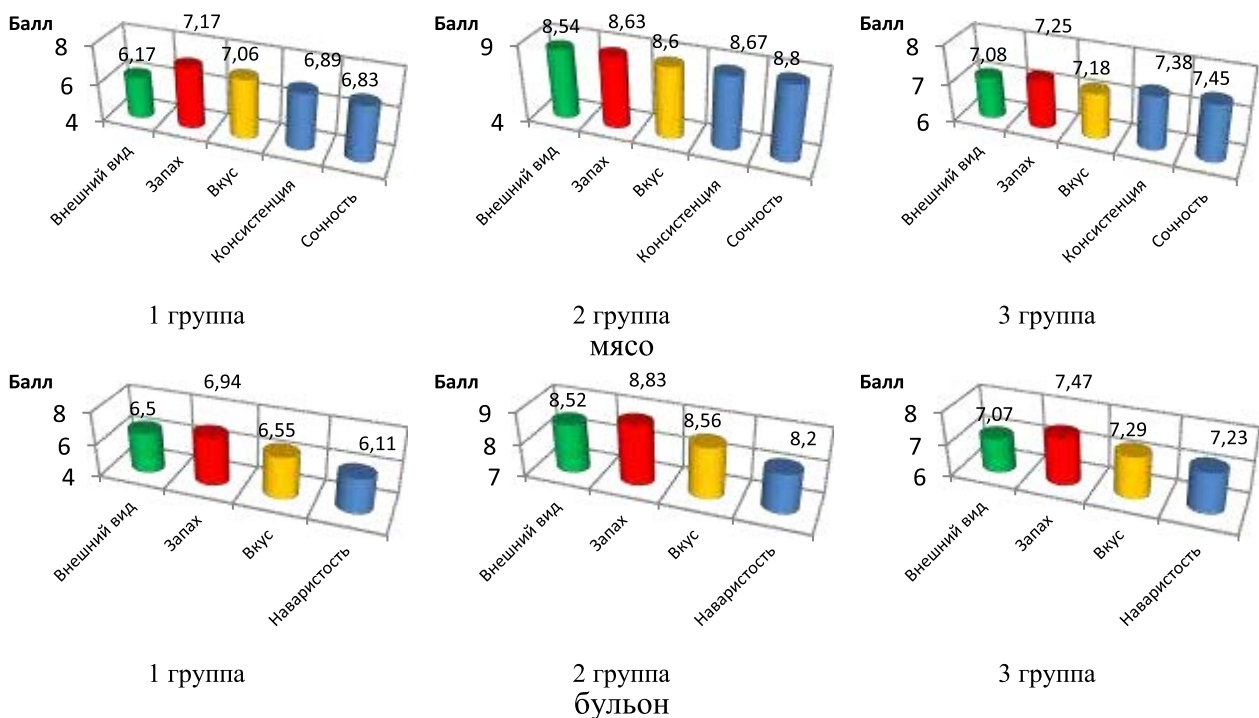 Балл
8
6
4
6,17
7,17
7,06
6,89
6,83
Внешний вид
Запах
Вкус
Консистенция
Сочность
1 группа
Балл
9
4
8,54
8,63
8,6
8,67
8,8
Внешний вид
Запах
Вкус
Консистенция
Сочность
2 группа
Балл
8
7
6
7,08
7,25
7,18
7,38
7,45
Внешний вид
Запах
Вкус
Консистенция
Сочность
3 группа
мясо
Балл
8
6
4
6,5
6,94
6,55
6,11
Внешний вид
Запах
Вкус
Наваристость
1 группа
Балл
9
8
7
8,52
8,83
8,56
8,2
Внешний вид
Запах
Вкус
Наваристость
2 группа
Балл
8
7
6
7,07
7,47
7,29
7,23
Внешний вид
Запах
Вкус
Наваристость
3 группа
бульон